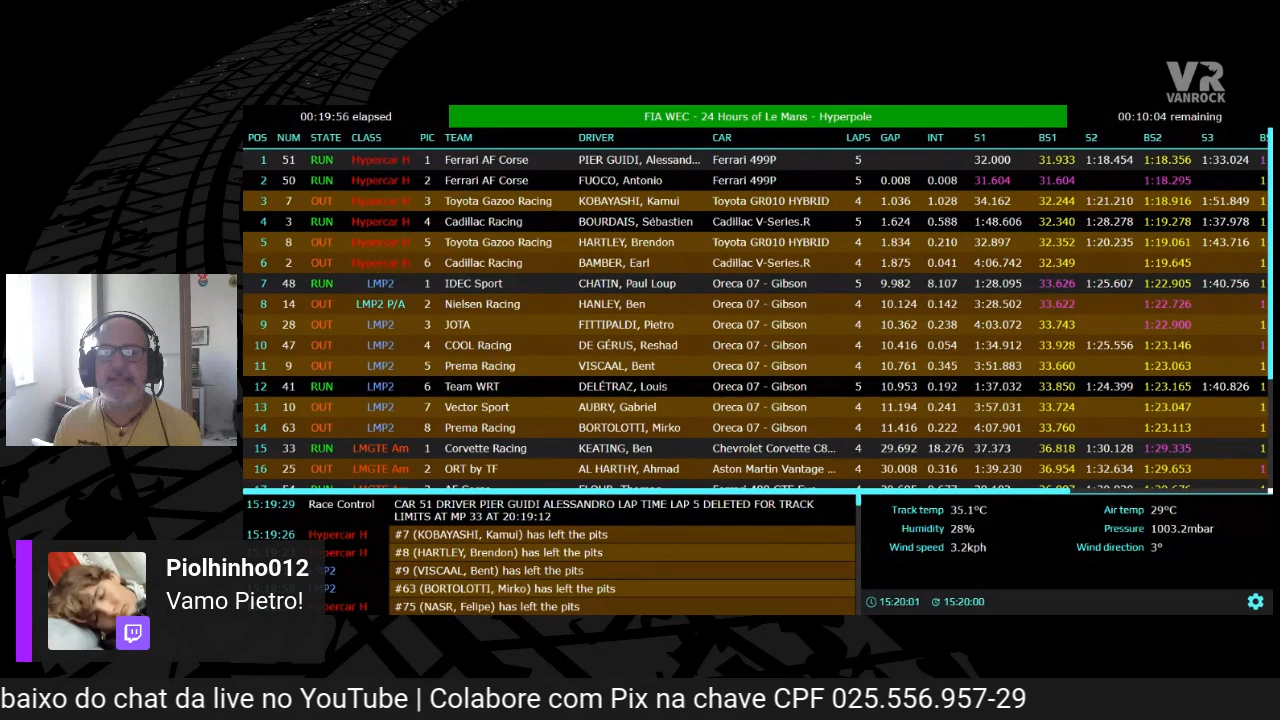 VR
VANROCK
00:19:56 elapsed FIA WEC - 24 Hours of Le Mans - Hyperpole 00:10:04 remaining
POS NUM STATE CLASS PIC TEAM DRIVER CAR LAPS GAP INT S1 BS1 S2 BS2 S3
1 51 RUN Hypercar H 1 Ferrari AF Corse PIER GUIDI, Alessand... Ferrari 499P 5 32.000 31.933 1:18.454 1:18.356 1:33.024 1
2 50 RUN Hypercar H 2 Ferrari AF Corse FUOCO, Antonio Ferrari 499P 5 0.008 0.008 31.604 31.604 1:18.295 1
3 7 OUT Hypercar H 3 Toyota Gazoo Racing KOBAYASHI, Kamui Toyota GR010 HYBRID 4 1.036 1.028 34.162 32.244 1:21.210 1:18.916 1:51.849 1
4 3 RUN Hypercar H 4 Cadillac Racing BOURDAIS, Sébastien Cadillac V-Series.R 4 1.624 0.588 1:48.606 32.340 1:28.278 1:19.278 1:37.978 1
5 8 OUT Hypercar H 5 Toyota Gazoo Racing HARTLEY, Brendon Toyota GR010 HYBRID 4 1.834 0.210 32.897 32.352 1:20.235 1:19.061 1:43.716 1
6 2 OUT Hypercar H 6 Cadillac Racing BAMBER, Earl Cadillac V-Series.R 4 1.875 0.041 4:06.742 32.349 1:19.645 1
7 48 RUN LMP2 1 IDEC Sport CHATIN, Paul Loup Oreca 07 - Gibson 5 9.982 8.107 1:28.095 33.626 1:25.607 1:22.905 1:40.756 1
8 14 OUT LMP2 P/A 2 Nielsen Racing HANLEY, Ben Oreca 07 - Gibson 4 10.124 0.142 3:28.502 33.622 1:22.726 1
9 28 OUT LMP2 3 JOTA FITTIPALDI, Pietro Oreca 07 - Gibson 4 10.362 0.238 4:03.072 33.743 1:22.900 1
10 47 OUT LMP2 4 COOL Racing DE GÉRUS, Reshad Oreca 07 - Gibson 4 10.416 0.054 1:34.912 33.928 1:25.556 1:23.146 1
11 9 OUT LMP2 5 Prema Racing VISCAAL, Bent Oreca 07 - Gibson 4 10.761 0.345 3:51.883 33.660 1:23.063 1
12 41 RUN LMP2 6 Team WRT DELÉTRAZ, Louis Oreca 07 - Gibson 4 10.953 0.192 1:37.032 33.850 1:24.399 1:23.165 1:40.826 1
13 10 OUT LMP2 7 Vector Sport AUBRY, Gabriel Oreca 07 - Gibson 4 11.194 0.241 3:57.031 33.724 1:23.047 1
14 63 OUT LMP2 8 Prema Racing BORTOLOTTI, Mirko Oreca 07 - Gibson 4 11.416 0.222 4:07.901 33.760 1:23.113 1
15 33 RUN LMGTE Am 1 Corvette Racing KEATING, Ben Chevrolet Corvette C8... 4 29.692 18.276 37.373 36.818 1:30.128 1:29.335 1
16 25 OUT LMGTE Am 2 ORT by TF AL HARTHY, Ahmad Aston Martin Vantage ... 4 30.008 0.316 1:39.230 36.954 1:32.634 1:29.653 1
15:19:29 Race Control CAR 51 DRIVER PIER GUIDI ALESSANDRO LAP TIME LAP 5 DELETED FOR TRACK
LIMITS AT MP 33 AT 20:19:12
15:19:26 Hypercar H #7 (KOBAYASHI, Kamui) has left the pits
#8 (HARTLEY, Brendon) has left the pits
#9 (VISCAAL, Bent) has left the pits
#63 (BORTOLOTTI, Mirko) has left the pits
#75 (NASR, Felipe) has left the pits
Track temp 35.1°C Air temp 29°C
Humidity 28% Pressure 1003.2mbar
Wind speed 3.2kph Wind direction 3°
15:20:01 15:20:00
Piolhinho012
Vamo Pietro!
baixo do chat da live no YouTube | Colabore com Pix na chave CPF 025.556.957-29